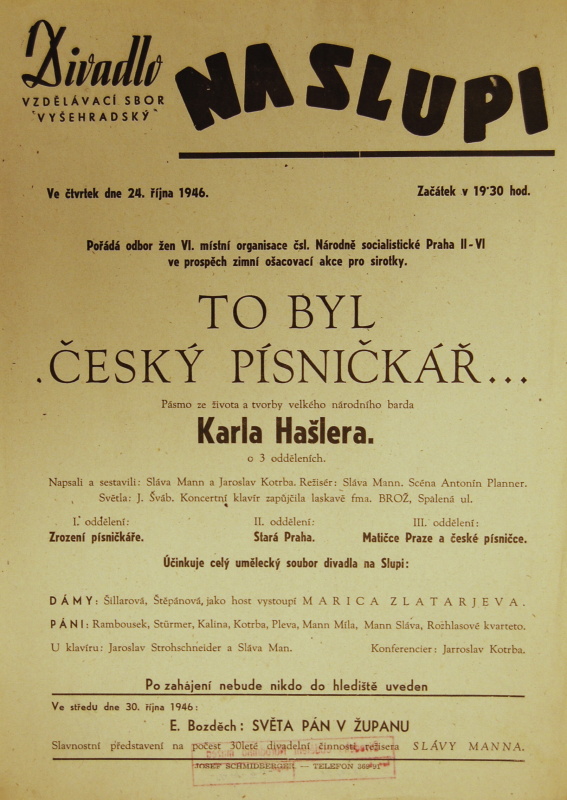 Divadlo
VZDĚLÁVACÍ SBOR
"VYŠEHRADSKÝ"
NA SLUPI
Ve čtvrtek dne 24. října 1946.
Začátek v 19·30 hod.
Pořádá odbor žen VI. místní organisace čsl. Národně socialistické Praha II-VI
ve prospěch zimní ošacovací akce pro sirotky.
TO BYL
ČESKÝ PÍSNIČKÁŘ...
Pásmo ze života a tvorby velkého národního barda
Karla Hašlera.
o 3 odděleních.
Napsali a sestavili: Sláva Mann a Jaroslav Kotrba. Režisér: Sláva Mann. Scéna Antonín Planner.
Světla: J. Šváb. Koncertní klavír zapůjčila laskavě fma. BROŽ, Spálená ul.
I. oddělení:
Zrození písničkáře.
II. oddělení:
Stará Praha.
III. oddělení:
Matičce Praze a české písničce.
Účinkuje celý umělecký soubor divadla na Slupi:
DÁMY: Šillarová, Štěpánová, jako host vystoupí MARICA ZLATARJEVA.
PÁNI: Rambousek, Stürmer, Kalina, Kotrba, Pleva, Mann Míla, Mann Sláva, Rozhlasové kvarteto.
U klavíru: Jaroslav Strohschneider a Sláva Man.
Konferencier: Jarroslav Kotrba.
Po zahájení nebude nikdo do hlediště uveden
Ve středu dne 30. října 1946:
E. Bozděch: SVĚTA PÁN V ŽUPANU
Slavnostní představení na počest 30leté divadelní činnosti režisera SLÁVY MANNA.
JOSEF SCHMIDBERGER — TELEFON